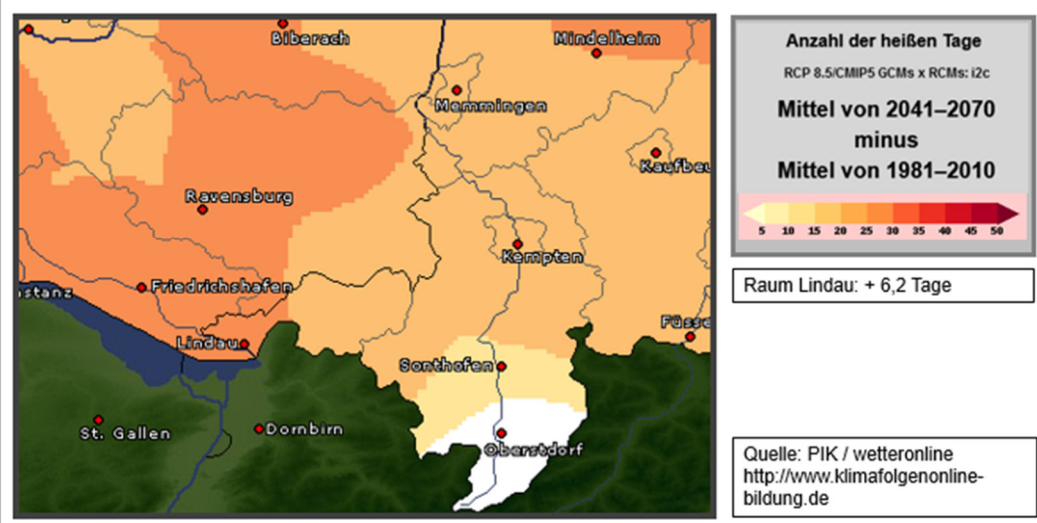 Biberach
Mindelheim
Memmingen
Kaufbeu
Ravensburg
Kempten
Friedrichshafen
stanz
Füsse
Lindau
Sonthofen
St. Gallen
Dornbirn
Oberstdorf
Anzahl der heißen Tage
RCP 8.5/CMIP5 GCMs x RCMs: i2c
Mittel von 2041–2070
minus
Mittel von 1981–2010
5 10 15 20 25 30 35 40 45 50
Raum Lindau: + 6,2 Tage
Quelle: PIK / wetteronline
http://www.klimafolgenonline-
bildung.de